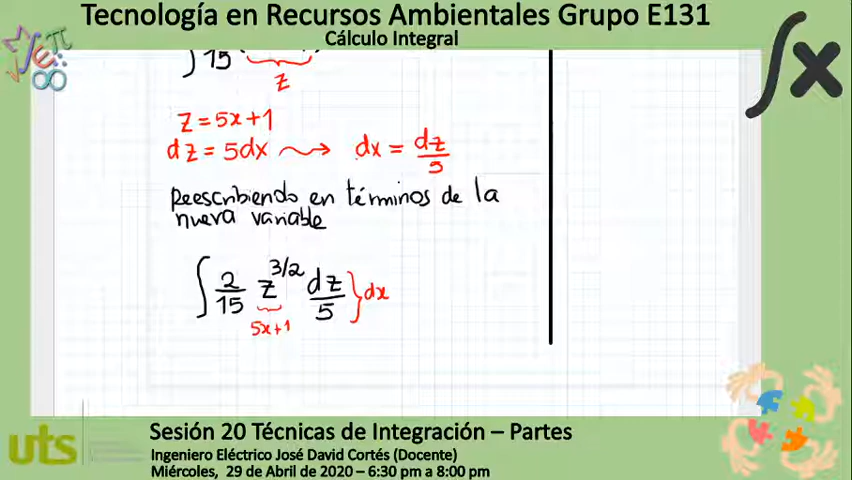 Tecnología en Recursos Ambientales Grupo E131
Cálculo Integral
∫x
∫ 15
z
z = 5x+1
dz = 5dx ⟿ dx = dz/5
Reescribiendo en términos de la
nueva variable
∫ 2/15 z^3/2 dz/5 } dx
5x+1
uts
Sesión 20 Técnicas de Integración – Partes
Ingeniero Eléctrico José David Cortés (Docente)
Miércoles, 29 de Abril de 2020 – 6:30 pm a 8:00 pm